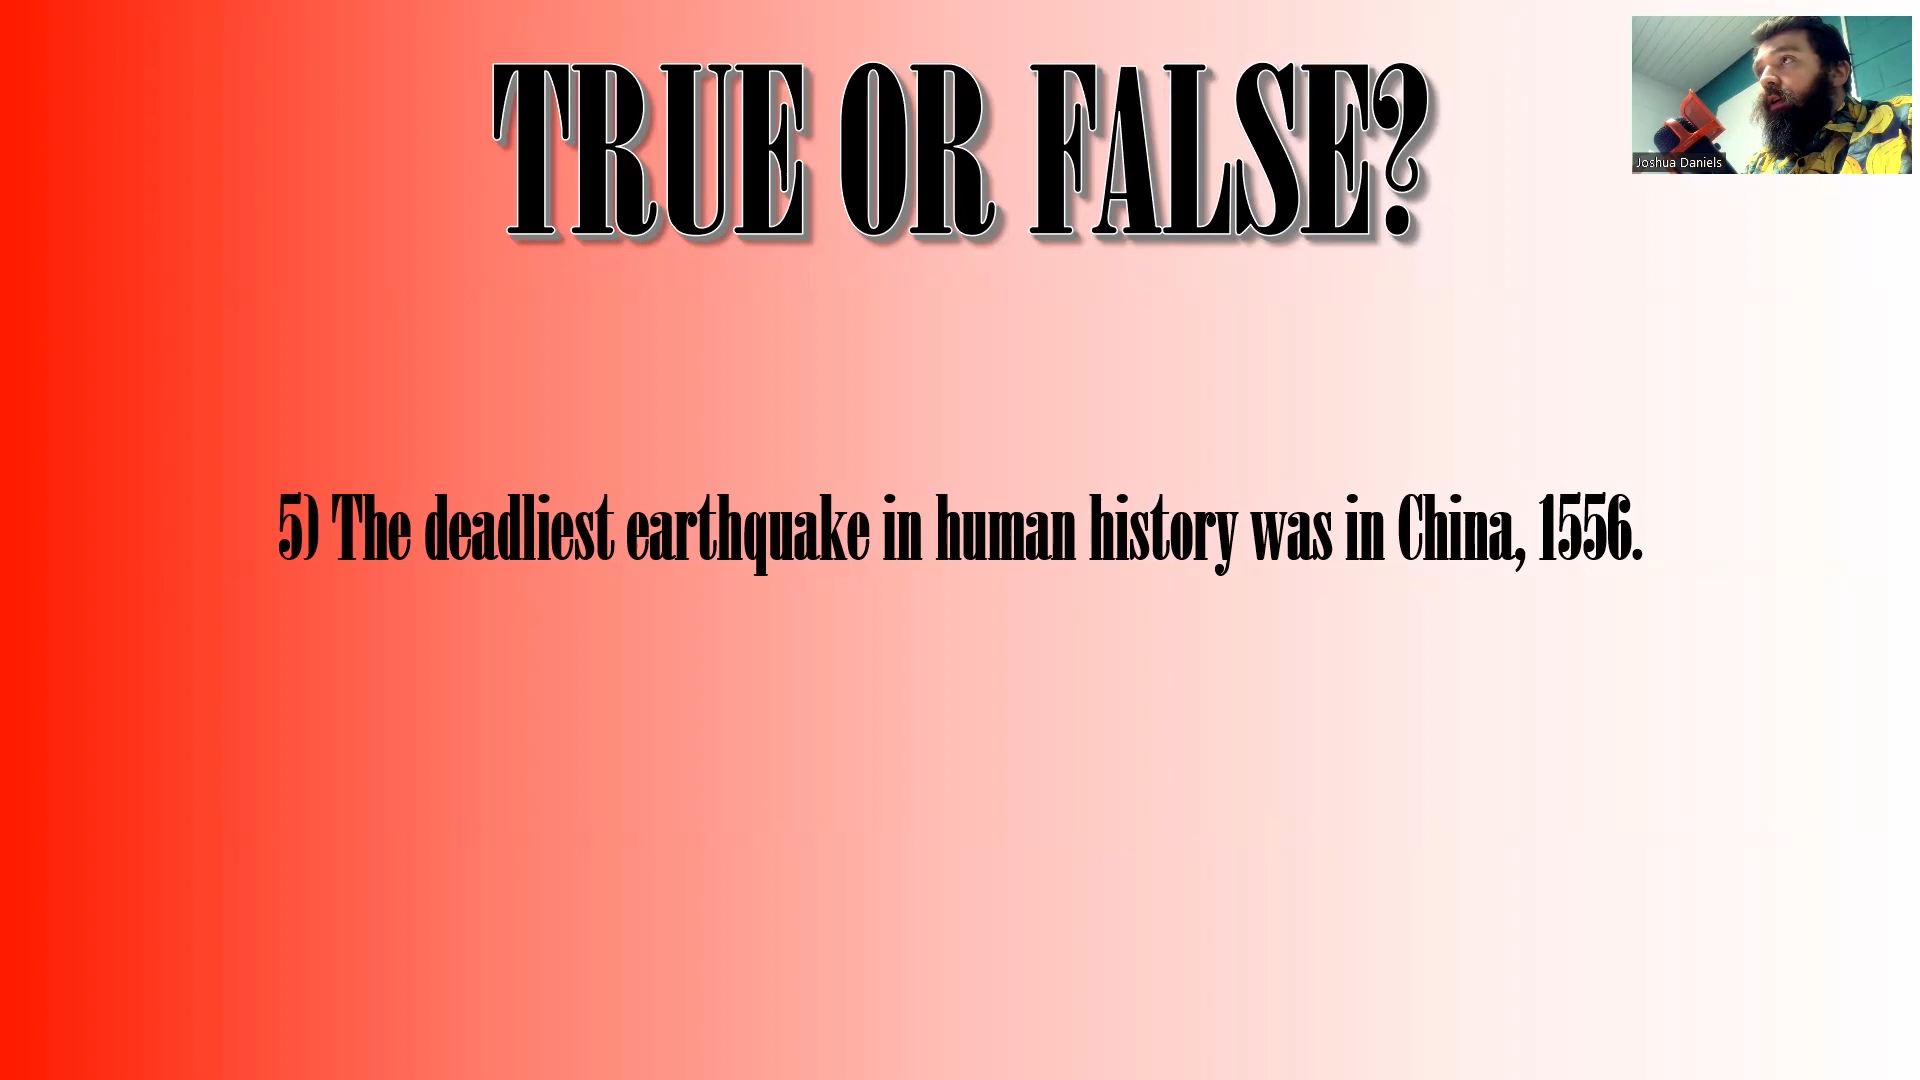 TRUE OR FALSE?
Joshua Daniels
5) The deadliest earthquake in human history was in China, 1556.